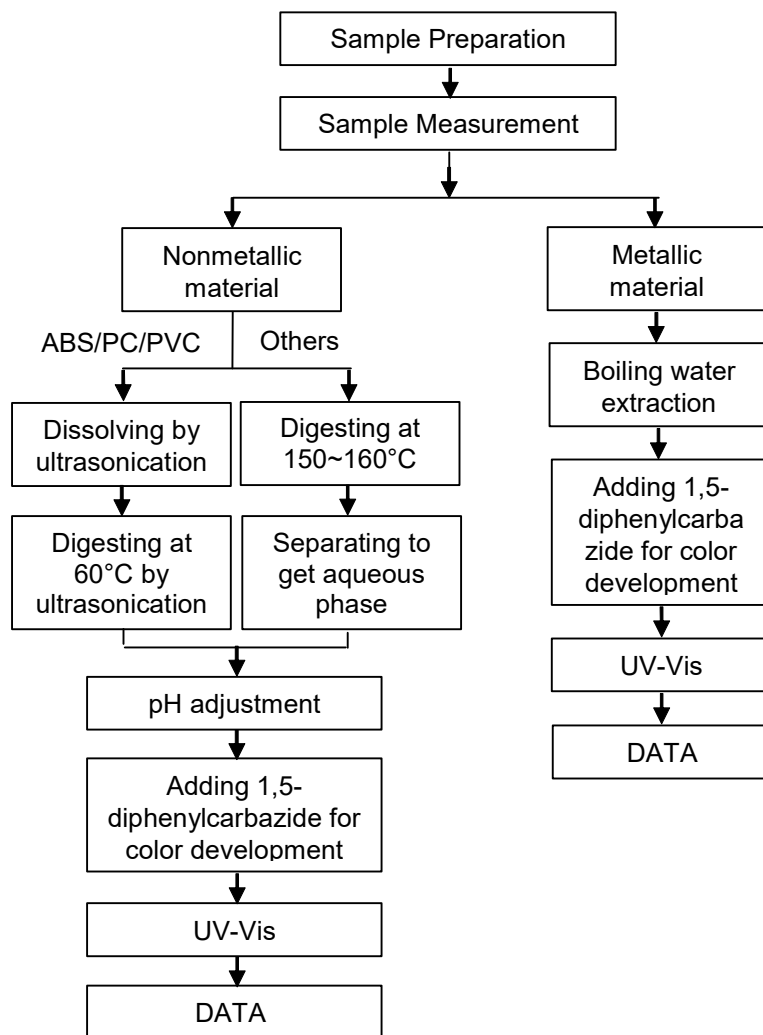 Sample Preparation
Sample Measurement
Nonmetallic
material
Metallic
material
ABS/PC/PVC
Others
Boiling water
extraction
Dissolving by
ultrasonication
Digesting at
150~160°C
Adding 1,5-
diphenylcarba
zide for color
development
Digesting at
60°C by
ultrasonication
Separating to
get aqueous
phase
UV-Vis
pH adjustment
DATA
Adding 1,5-
diphenylcarbazide for
color development
UV-Vis
DATA